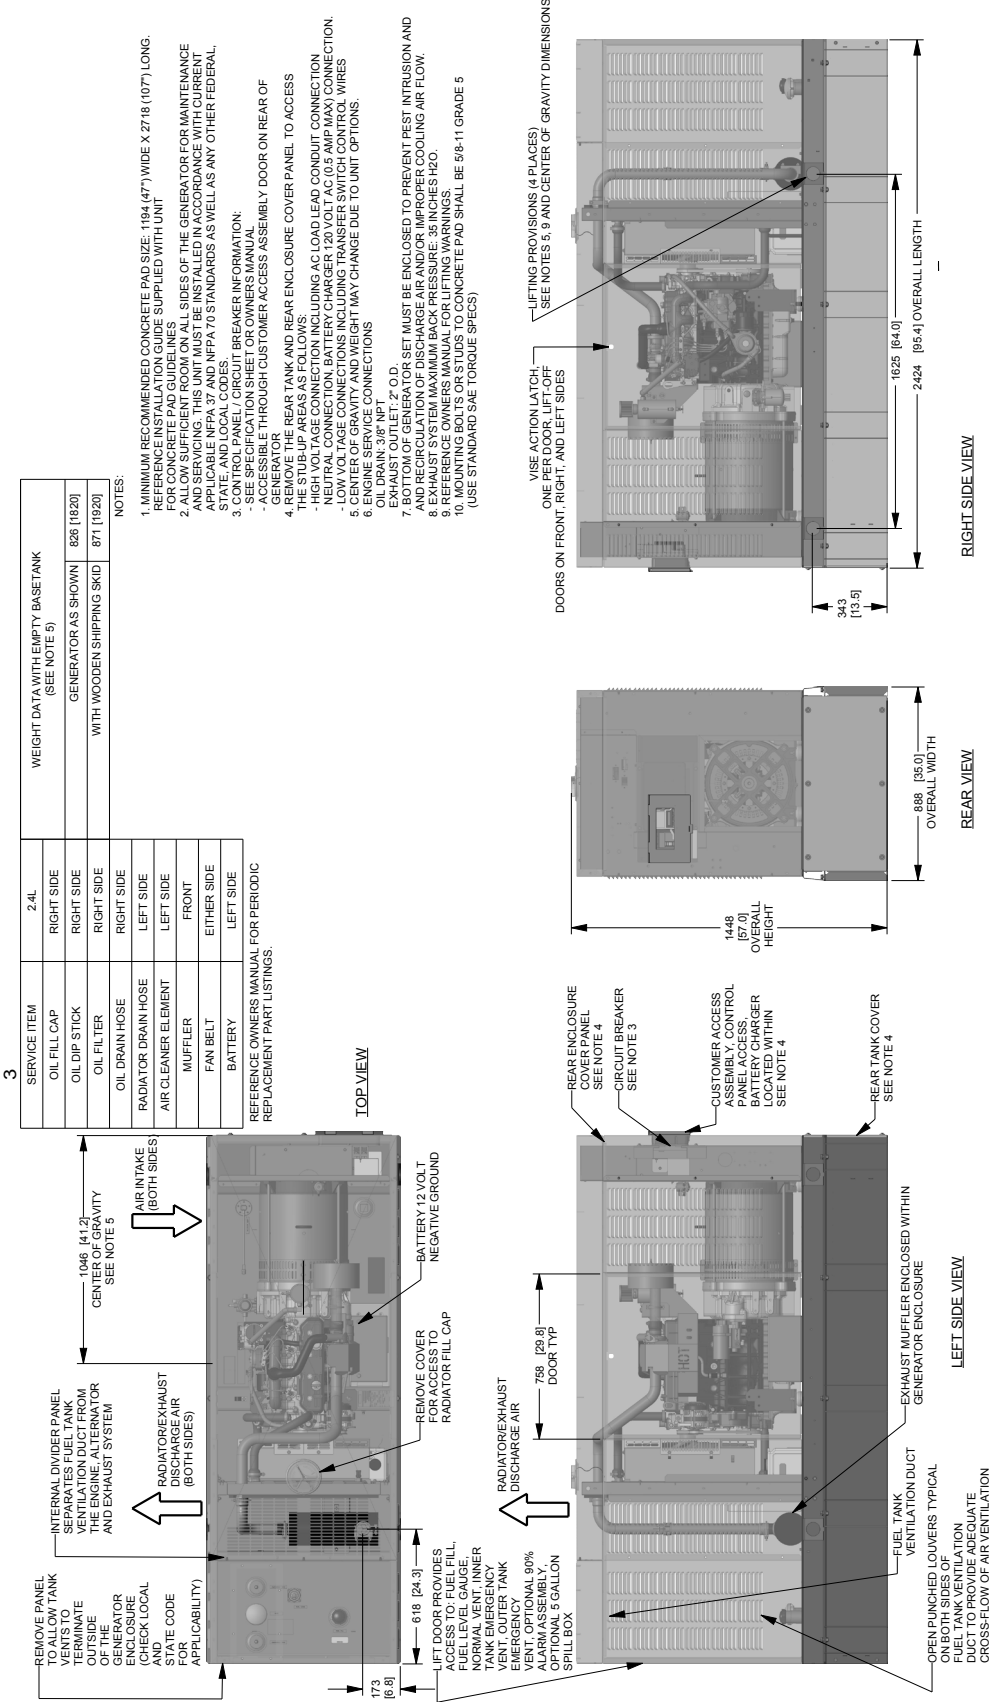 3
SERVICE ITEM 2.4L
OIL FILL CAP RIGHT SIDE
OIL DIP STICK RIGHT SIDE
OIL FILTER RIGHT SIDE
OIL DRAIN HOSE RIGHT SIDE
RADIATOR DRAIN HOSE LEFT SIDE
AIR CLEANER ELEMENT LEFT SIDE
MUFFLER FRONT
FAN BELT EITHER SIDE
BATTERY LEFT SIDE
REFERENCE OWNERS MANUAL FOR PERIODIC
REPLACEMENT PART LISTINGS.
WEIGHT DATA WITH EMPTY BASETANK
(SEE NOTE 5)
GENERATOR AS SHOWN 826 [1820]
WITH WOODEN SHIPPING SKID 871 [1920]
NOTES:
1. MINIMUM RECOMMENDED CONCRETE PAD SIZE: 1194 (47") WIDE X 2718 (107") LONG.
REFERENCE INSTALLATION GUIDE SUPPLIED WITH UNIT
FOR CONCRETE PAD GUIDELINES
2. ALLOW SUFFICIENT ROOM ON ALL SIDES OF THE GENERATOR FOR MAINTENANCE
AND SERVICING. THIS UNIT MUST BE INSTALLED IN ACCORDANCE WITH CURRENT
APPLICABLE NFPA 37 AND NFPA 70 STANDARDS AS WELL AS ANY OTHER FEDERAL,
STATE, AND LOCAL CODES.
3. CONTROL PANEL / CIRCUIT BREAKER INFORMATION:
- SEE SPECIFICATION SHEET OR OWNERS MANUAL
- ACCESSIBLE THROUGH CUSTOMER ACCESS ASSEMBLY DOOR ON REAR OF
GENERATOR
4. REMOVE THE REAR TANK AND REAR ENCLOSURE COVER PANEL TO ACCESS
THE STUB-UP AREAS AS FOLLOWS:
- HIGH VOLTAGE CONNECTION INCLUDING AC LOAD LEAD CONDUIT CONNECTION
NEUTRAL CONNECTION, BATTERY CHARGER 120 VOLT AC (0.5 AMP MAX) CONNECTION.
- LOW VOLTAGE CONNECTIONS INCLUDING TRANSFER SWITCH CONTROL WIRES
5. CENTER OF GRAVITY AND WEIGHT MAY CHANGE DUE TO UNIT OPTIONS.
6. ENGINE SERVICE CONNECTIONS
OIL DRAIN: 3/8" NPT
EXHAUST OUTLET: 2" O.D.
7. BOTTOM OF GENERATOR SET MUST BE ENCLOSED TO PREVENT PEST INTRUSION AND
AND RECIRCULATION OF DISCHARGE AIR AND/OR IMPROPER COOLING AIR FLOW.
8. EXHAUST SYSTEM MAXIMUM BACK PRESSURE: 35 INCHES H2O.
9. REFERENCE OWNERS MANUAL FOR LIFTING WARNINGS.
10. MOUNTING BOLTS OR STUDS TO CONCRETE PAD SHALL BE 5/8-11 GRADE 5
(USE STANDARD SAE TORQUE SPECS)
REMOVE PANEL
TO ALLOW TANK
VENTS TO
TERMINATE
OUTSIDE
OF THE
GENERATOR
ENCLOSURE
(CHECK LOCAL
AND
STATE CODE
FOR
APPLICABILITY)
INTERNAL DIVIDER PANEL
SEPARATES FUEL TANK
VENTILATION DUCT FROM
THE ENGINE, ALTERNATOR
AND EXHAUST SYSTEM
RADIATOR/EXHAUST
DISCHARGE AIR
(BOTH SIDES)
1046 [41.2]
CENTER OF GRAVITY
SEE NOTE 5
AIR INTAKE
(BOTH SIDES)
173
[6.8]
618 [24.3]
REMOVE COVER
FOR ACCESS TO
RADIATOR FILL CAP
BATTERY 12 VOLT
NEGATIVE GROUND
TOP VIEW
LIFT DOOR PROVIDES
ACCESS TO: FUEL FILL,
FUEL LEVEL GAUGE,
NORMAL VENT, INNER
TANK EMERGENCY
VENT, OUTER TANK
EMERGENCY
VENT, OPTIONAL 90%
ALARM ASSEMBLY,
OPTIONAL 5 GALLON
SPILL BOX
RADIATOR/EXHAUST
DISCHARGE AIR
758 [29.8]
DOOR TYP
HOT
REAR ENCLOSURE
COVER PANEL
SEE NOTE 4
CIRCUIT BREAKER
SEE NOTE 3
CUSTOMER ACCESS
ASSEMBLY, CONTROL
PANEL ACCESS,
BATTERY CHARGER
LOCATED WITHIN
SEE NOTE 4
REAR TANK COVER
SEE NOTE 4
OPEN PUNCHED LOUVERS TYPICAL
ON BOTH SIDES OF
FUEL TANK VENTILATION
DUCT TO PROVIDE ADEQUATE
CROSS-FLOW OF AIR VENTILATION
FUEL TANK
VENTILATION DUCT
EXHAUST MUFFLER ENCLOSED WITHIN
GENERATOR ENCLOSURE
LEFT SIDE VIEW
1448
[57.0]
OVERALL
HEIGHT
888 [35.0]
OVERALL WIDTH
REAR VIEW
VISE ACTION LATCH,
ONE PER DOOR, LIFT-OFF
DOORS ON FRONT, RIGHT, AND LEFT SIDES
LIFTING PROVISIONS (4 PLACES)
SEE NOTES 5, 9 AND CENTER OF GRAVITY DIMENSIONS
343
[13.5]
1625 [64.0]
2424 [95.4] OVERALL LENGTH
RIGHT SIDE VIEW